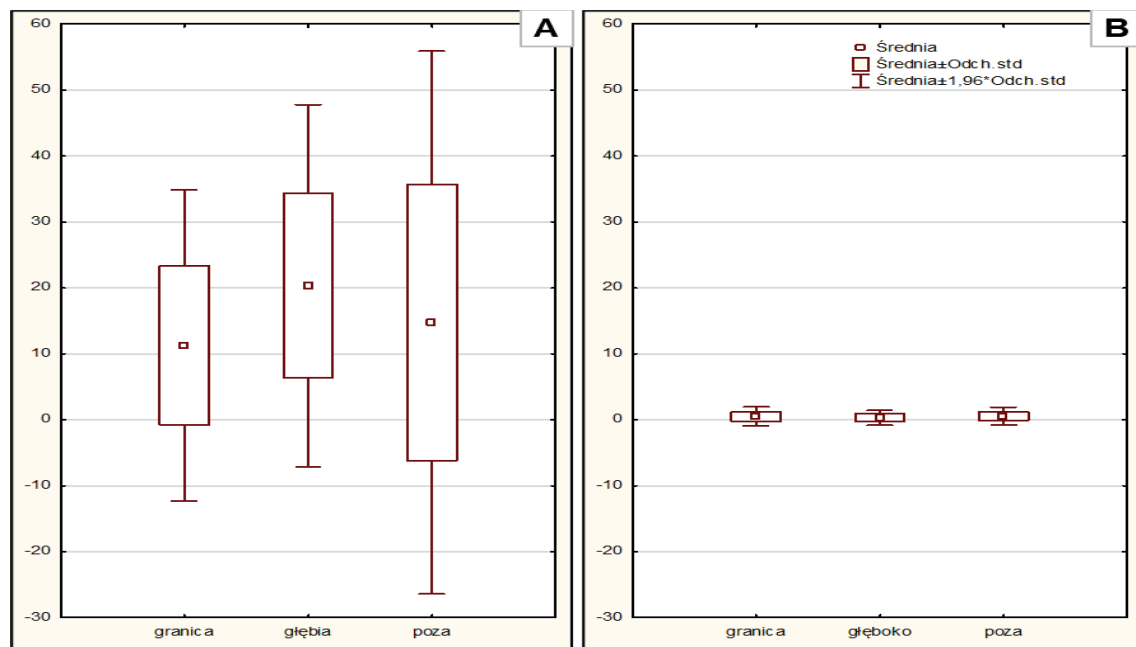 A
60
50
40
30
20
10
0
-10
-20
-30
granica głębia poza
B
Średnia
Średnia±Odch.std
Średnia±1,96*Odch.std
60
50
40
30
20
10
0
-10
-20
-30
granica głęboko poza